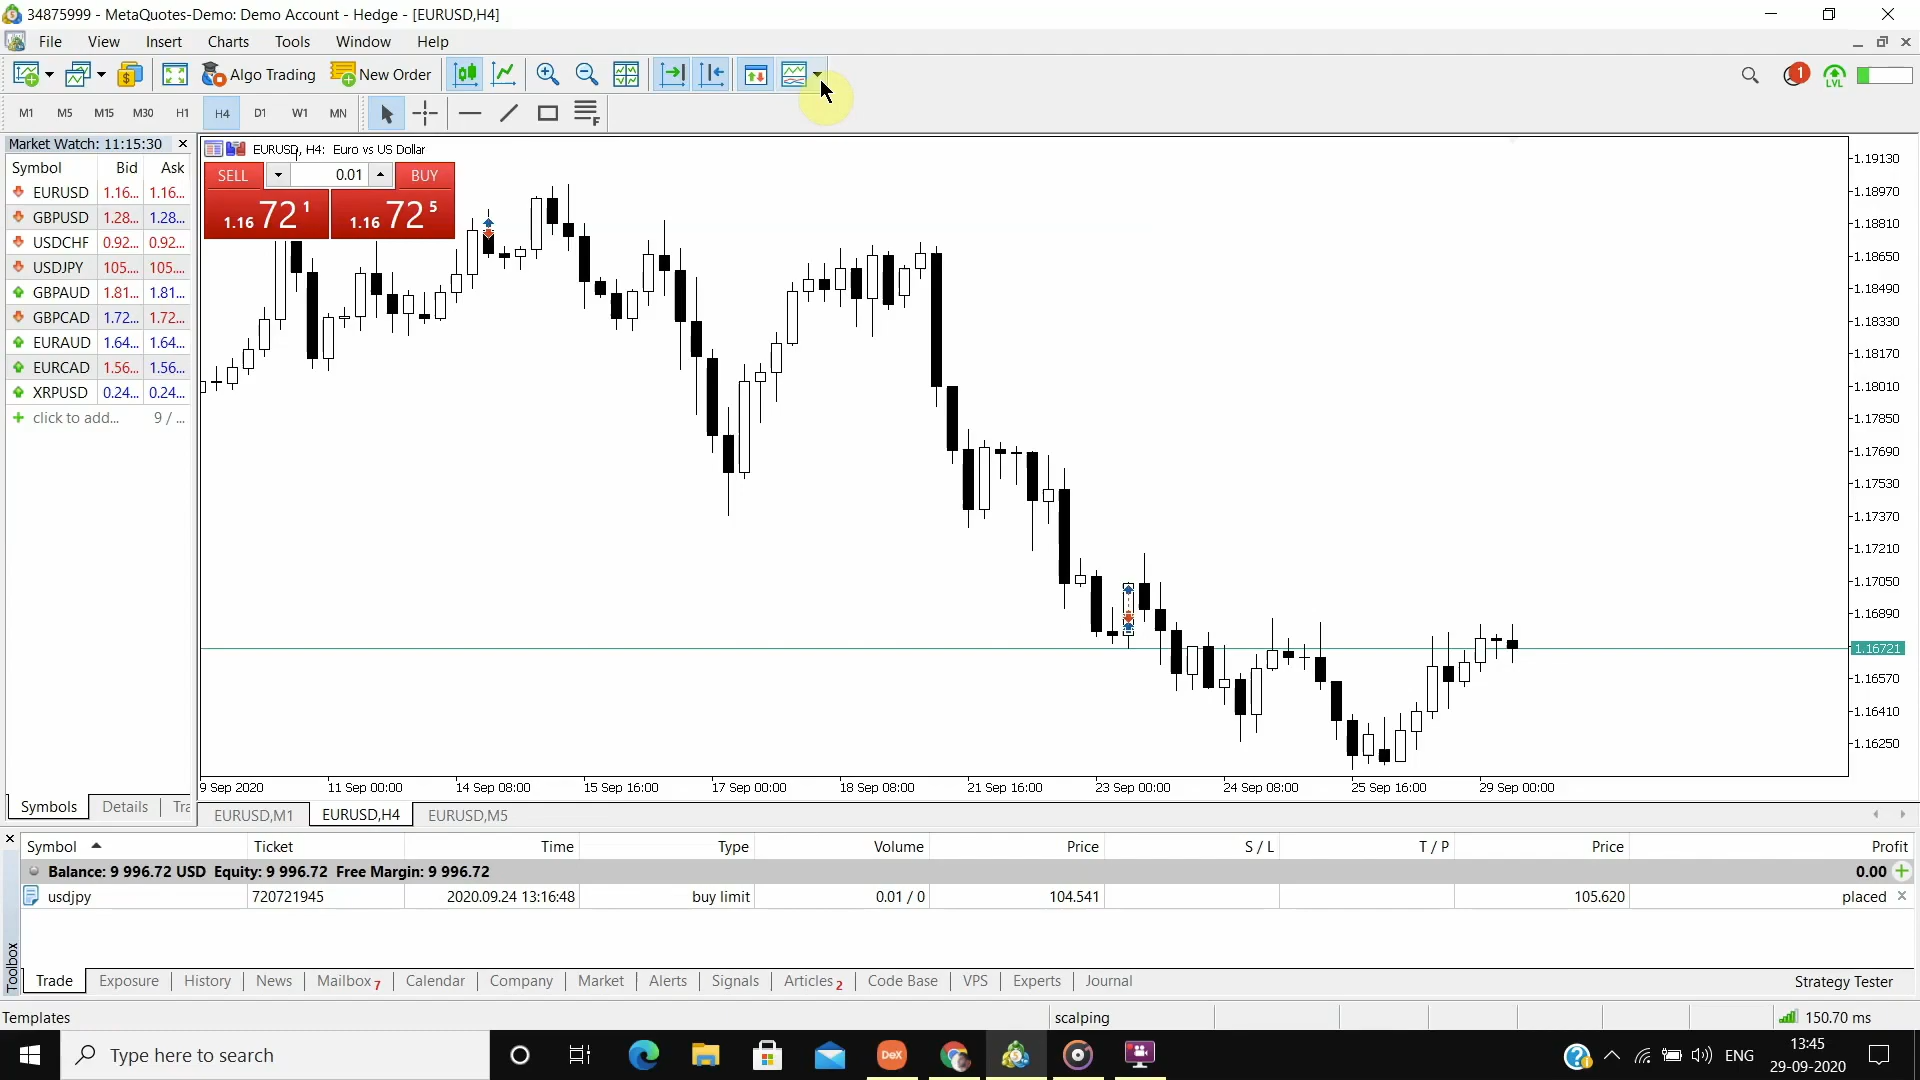 34875999 - MetaQuotes-Demo: Demo Account - Hedge - [EURUSD,H4]
File View Insert Charts Tools Window Help
Algo Trading New Order 1 LVL
M1 M5 M15 M30 H1 H4 D1 W1 MN F
Market Watch: 11:15:30
Symbol Bid Ask
EURUSD 1.16... 1.16...
GBPUSD 1.28... 1.28...
USDCHF 0.92... 0.92...
USDJPY 105.... 105....
GBPAUD 1.81... 1.81...
GBPCAD 1.72... 1.72...
EURAUD 1.64... 1.64...
EURCAD 1.56... 1.56...
XRPUSD 0.24... 0.24...
click to add... 9 / ...
Symbols Details Tra
EURUSD, H4: Euro vs US Dollar
SELL 0.01 BUY
1.16 72 1 1.16 72 5
1.19130
1.18970
1.18810
1.18650
1.18490
1.18330
1.18170
1.18010
1.17850
1.17690
1.17530
1.17370
1.17210
1.17050
1.16890
1.16721
1.16570
1.16410
1.16250
9 Sep 2020 11 Sep 00:00 14 Sep 08:00 15 Sep 16:00 17 Sep 00:00 18 Sep 08:00 21 Sep 16:00 23 Sep 00:00 24 Sep 08:00 25 Sep 16:00 29 Sep 00:00
EURUSD,M1 EURUSD,H4 EURUSD,M5
Symbol Ticket Time Type Volume Price S / L T / P Price Profit
Balance: 9 996.72 USD Equity: 9 996.72 Free Margin: 9 996.72 0.00
usdjpy 720721945 2020.09.24 13:16:48 buy limit 0.01 / 0 104.541 105.620 placed
Toolbox
Trade Exposure History News Mailbox 7 Calendar Company Market Alerts Signals Articles 2 Code Base VPS Experts Journal Strategy Tester
Templates scalping 150.70 ms
Type here to search DeX ENG 13:45
29-09-2020